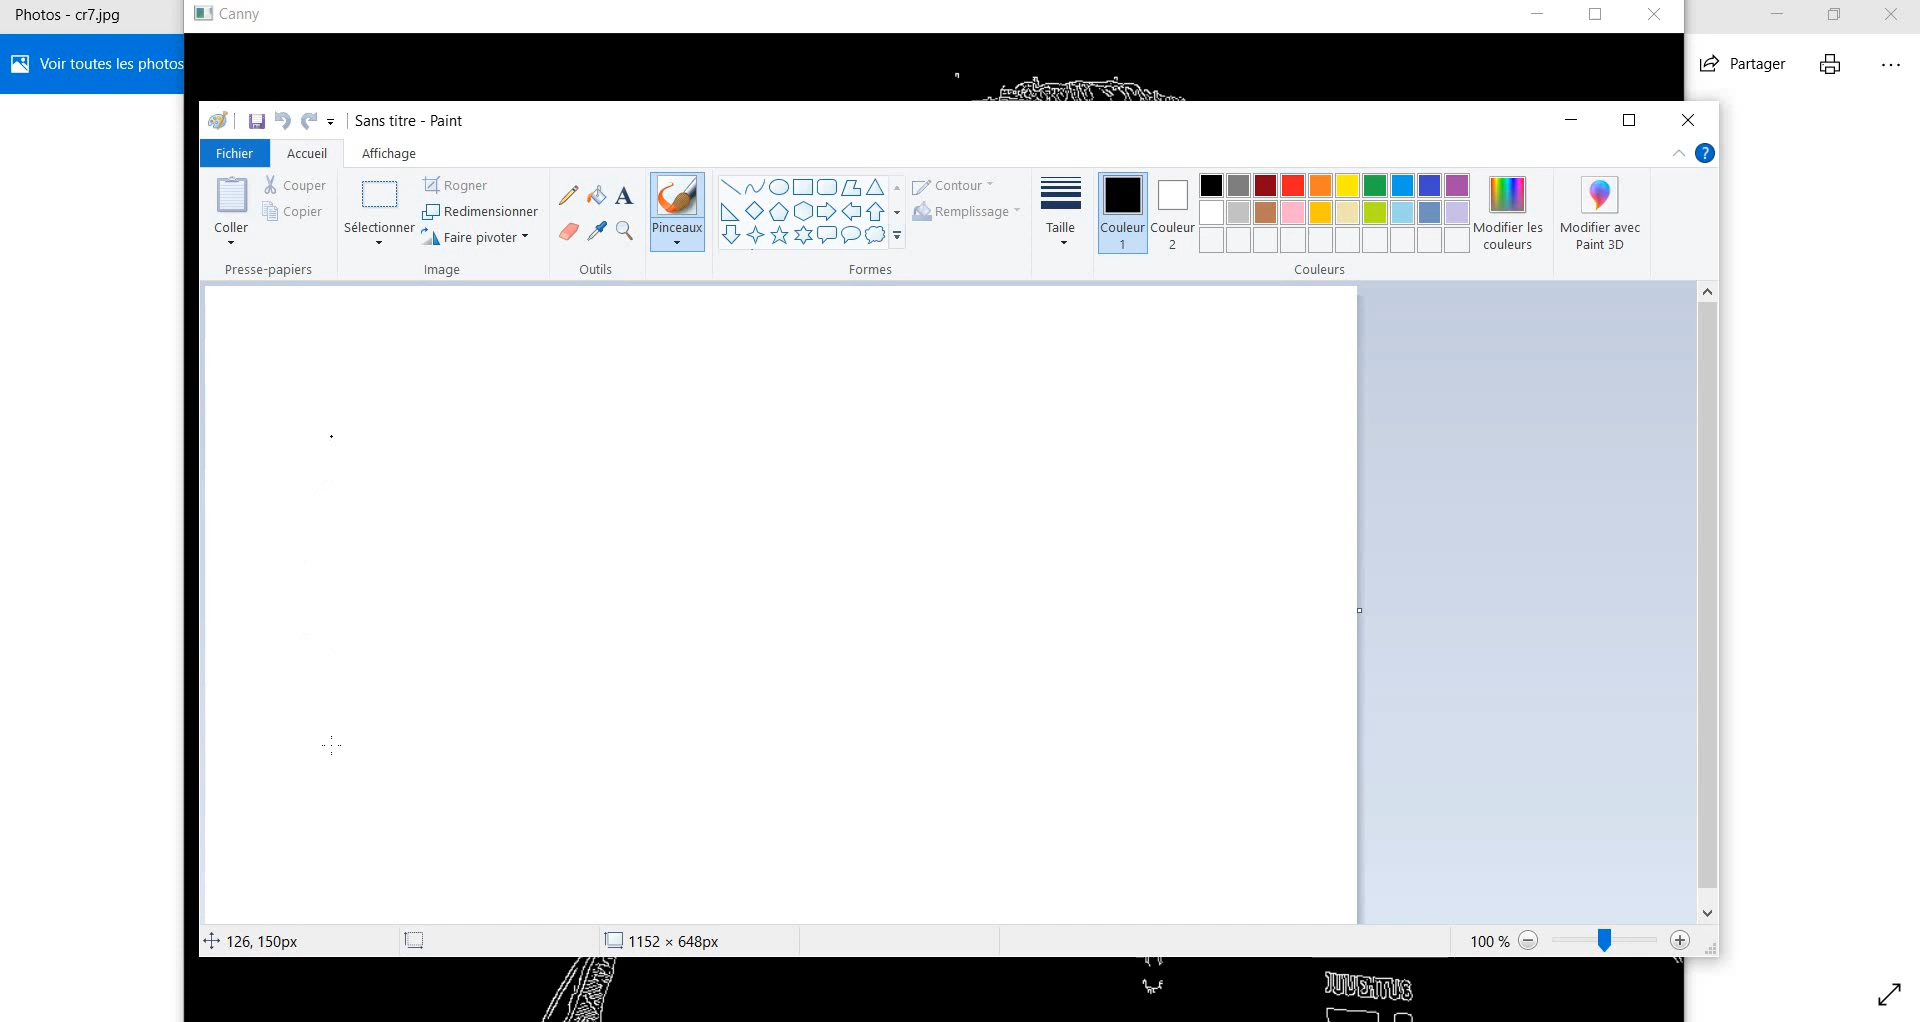 Photos - cr7.jpg
Canny
Voir toutes les photos
Partager
Sans titre - Paint
Fichier
Accueil
Affichage
Coller
Couper
Copier
Presse-papiers
Sélectionner
Rogner
Redimensionner
Faire pivoter
Image
A
Outils
Pinceaux
Contour
Remplissage
Formes
Taille
Couleur
1
Couleur
2
Modifier les
couleurs
Couleurs
Modifier avec
Paint 3D
?
126, 150px
1152 × 648px
100 %
JUVENTUS